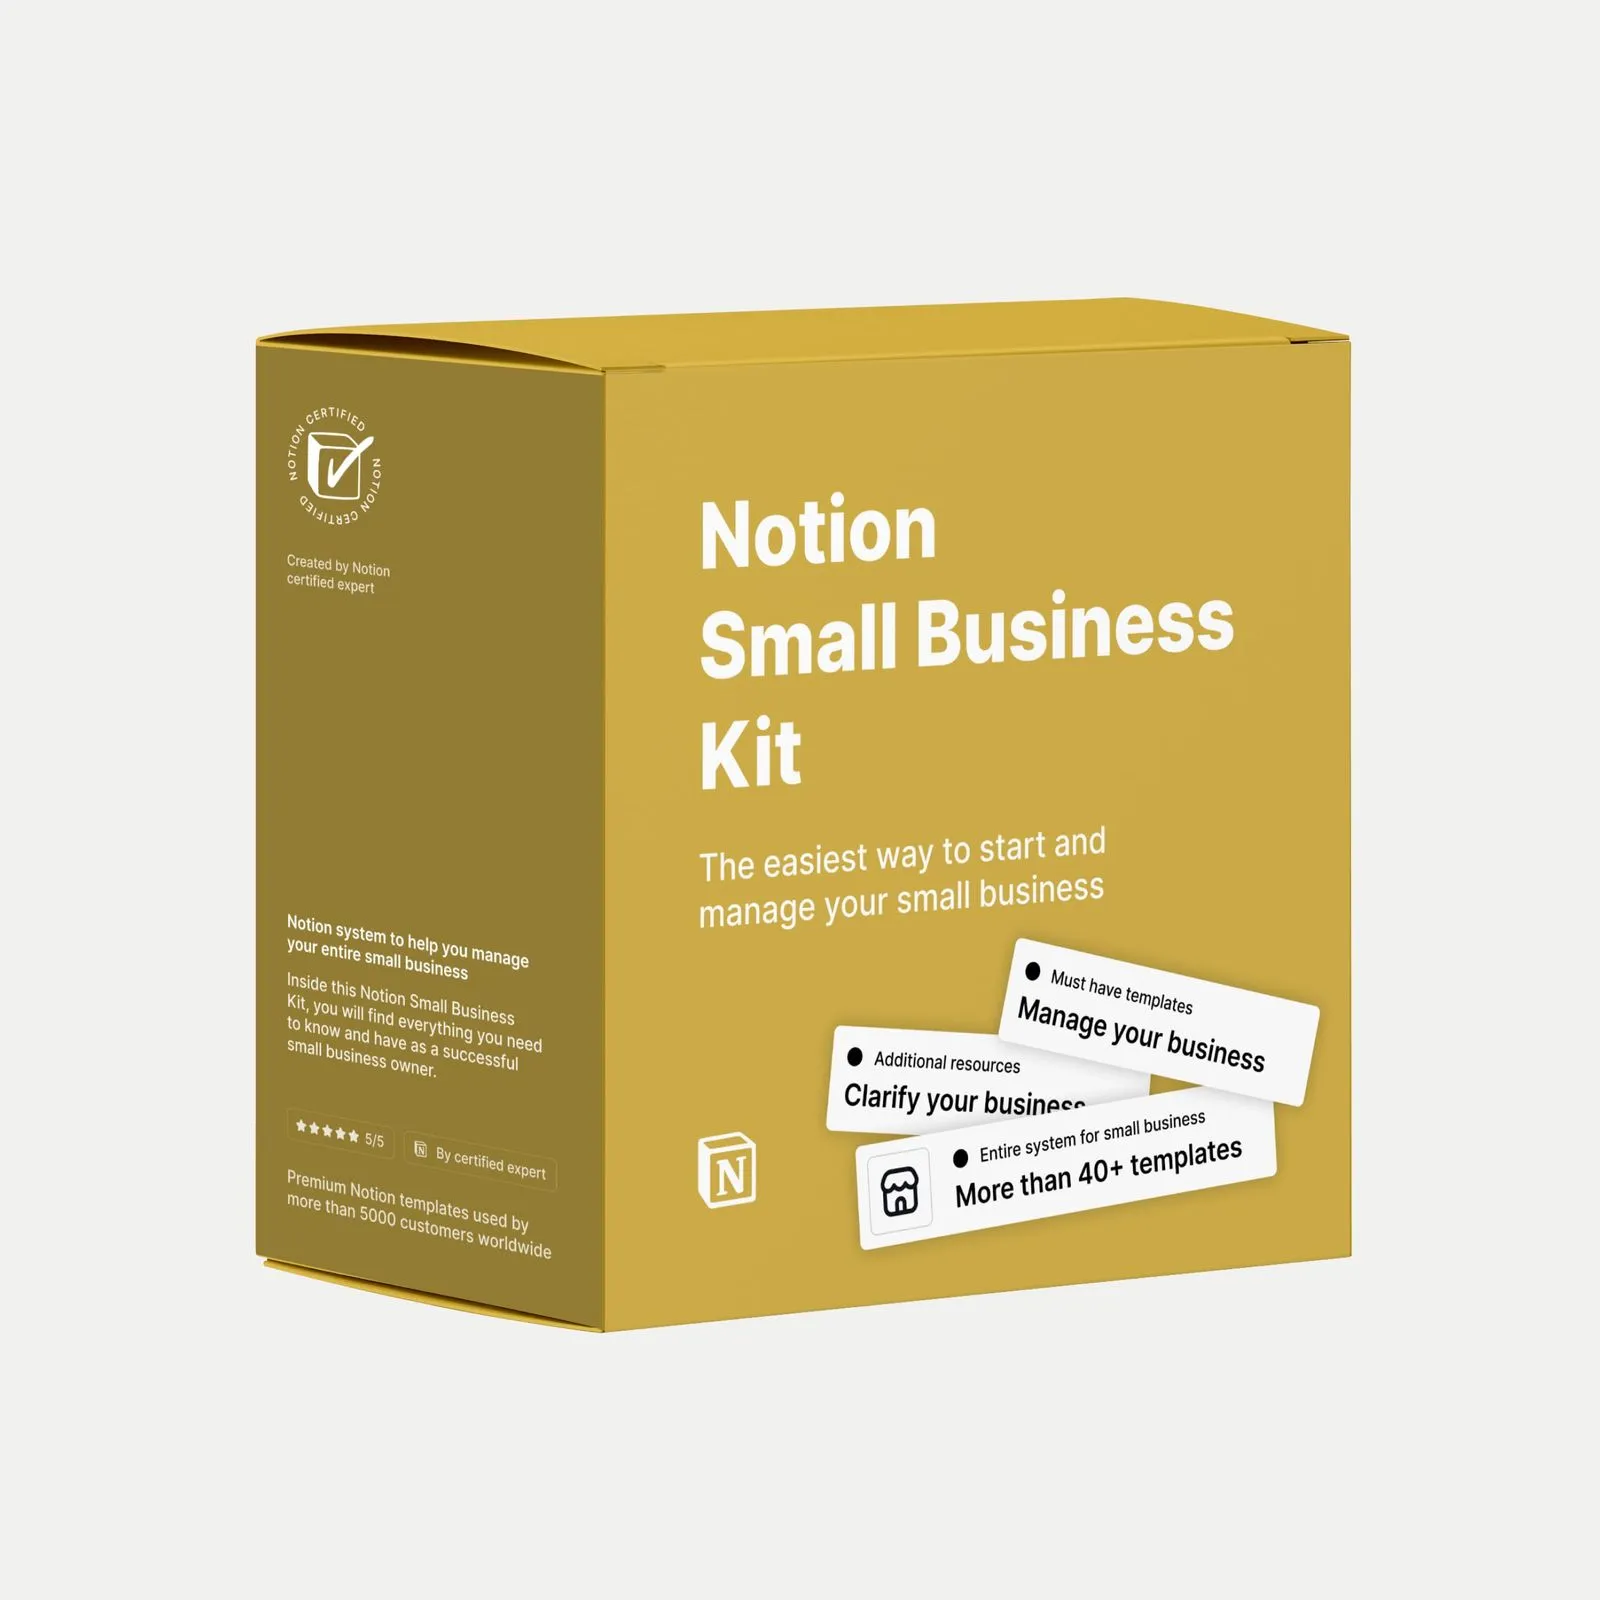 NOTION CERTIFIED NOTION CERTIFIED
Created by Notion
certified expert
Notion system to help you manage
your entire small business
Inside this Notion Small Business
Kit, you will find everything you need
to know and have as a successful
small business owner.
5/5
By certified expert
Premium Notion templates used by
more than 5000 customers worldwide
Notion
Small Business
Kit
The easiest way to start and
manage your small business
Must have templates
Manage your business
Additional resources
Clarify your business
Entire system for small business
More than 40+ templates
N